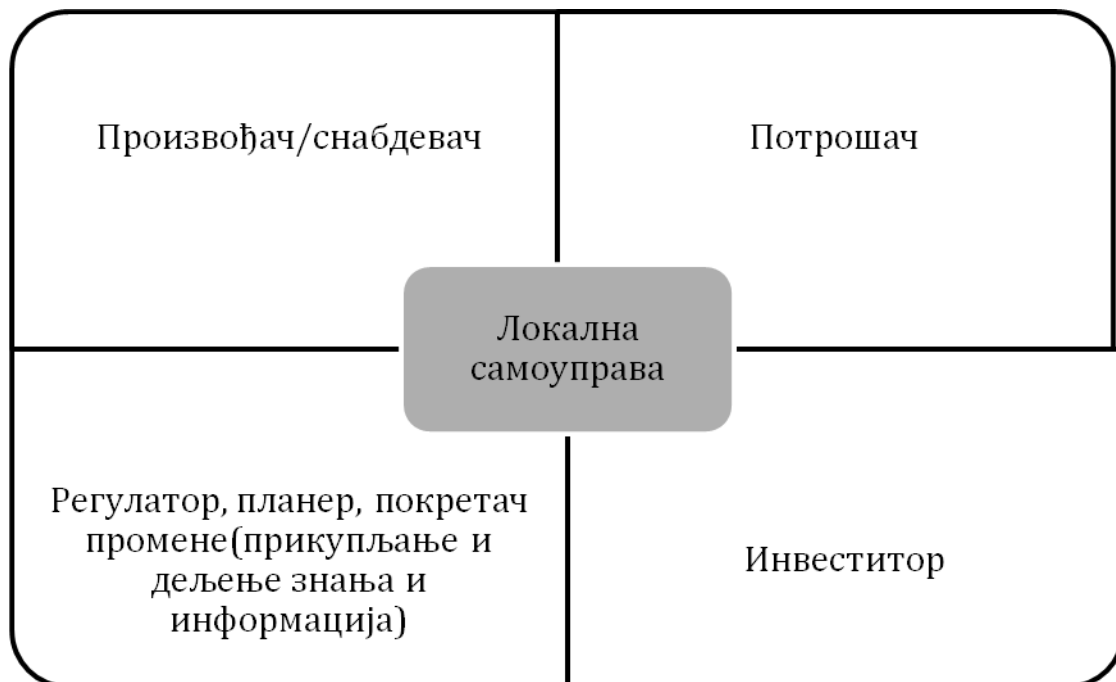 Произвођач/снабдевач
Потрошач
Локална
самоуправа
Регулатор, планер, покретач
промене(прикупљање и
дељење знања и
информација)
Инвеститор